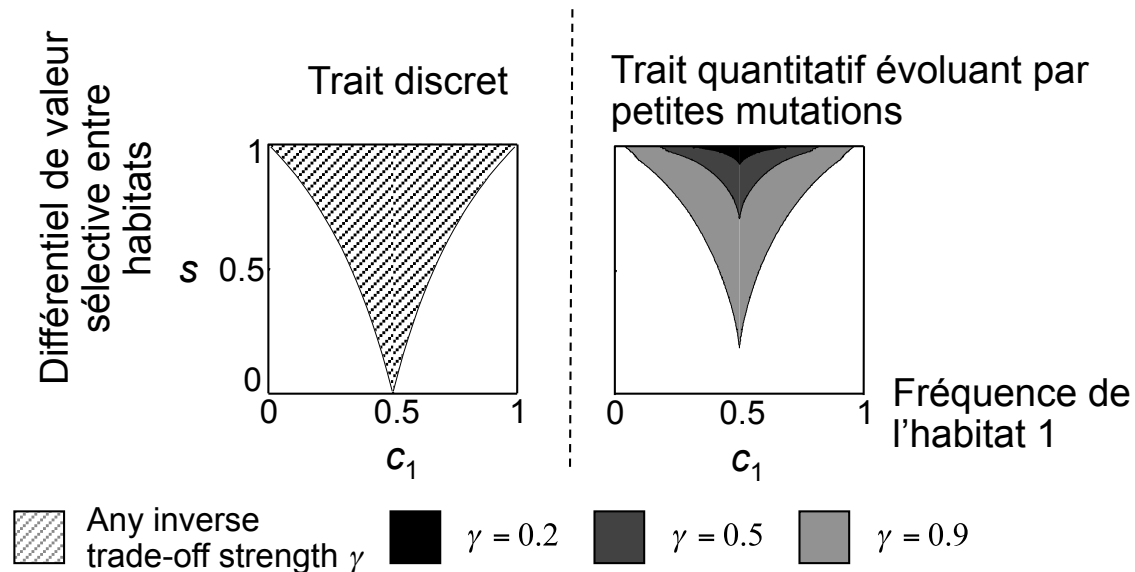 Différentiel de valeur
sélective entre
habitats
Trait discret
Trait quantitatif évoluant par
petites mutations
1
s
0.5
0
0
0.5
1
c1
0
0.5
1
c1
Fréquence de
l'habitat 1
Any inverse
trade-off strength γ
γ = 0.2
γ = 0.5
γ = 0.9